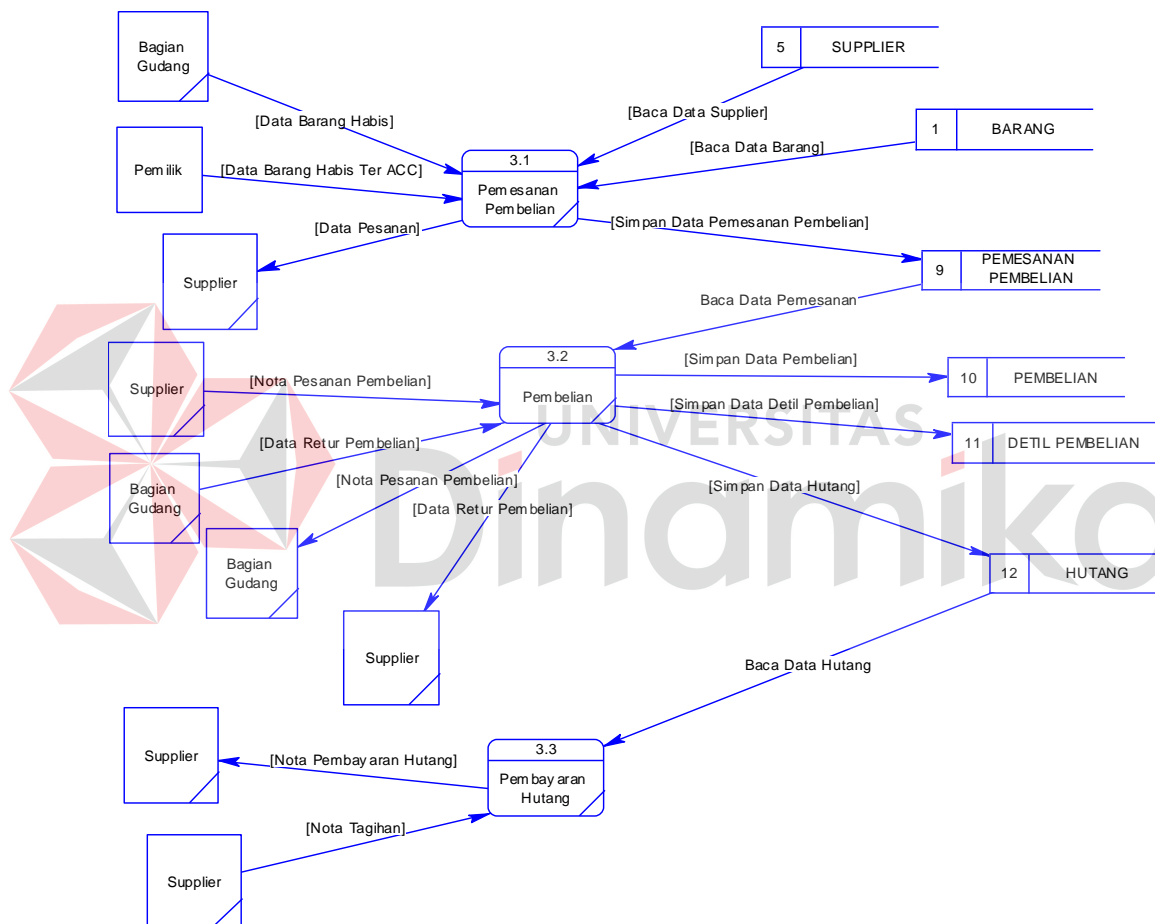 Bagian
Gudang
5 SUPPLIER
[Data Barang Habis]
[Baca Data Supplier]
1 BARANG
[Baca Data Barang]
Pemilik
[Data Barang Habis Ter ACC]
3.1
Pemesanan
Pembelian
[Data Pesanan]
[Simpan Data Pemesanan Pembelian]
Supplier
9 PEMESANAN
PEMBELIAN
Baca Data Pemesanan
3.2
Pembelian
[Simpan Data Pembelian]
10 PEMBELIAN
Supplier
[Nota Pesanan Pembelian]
[Simpan Data Detil Pembelian]
UNIVERSITAS
Dinamika
11 DETIL PEMBELIAN
[Data Retur Pembelian]
Bagian
Gudang
[Nota Pesanan Pembelian]
[Simpan Data Hutang]
[Data Retur Pembelian]
Bagian
Gudang
12 HUTANG
Supplier
Baca Data Hutang
Supplier
[Nota Pembayaran Hutang]
3.3
Pembayaran
Hutang
[Nota Tagihan]
Supplier